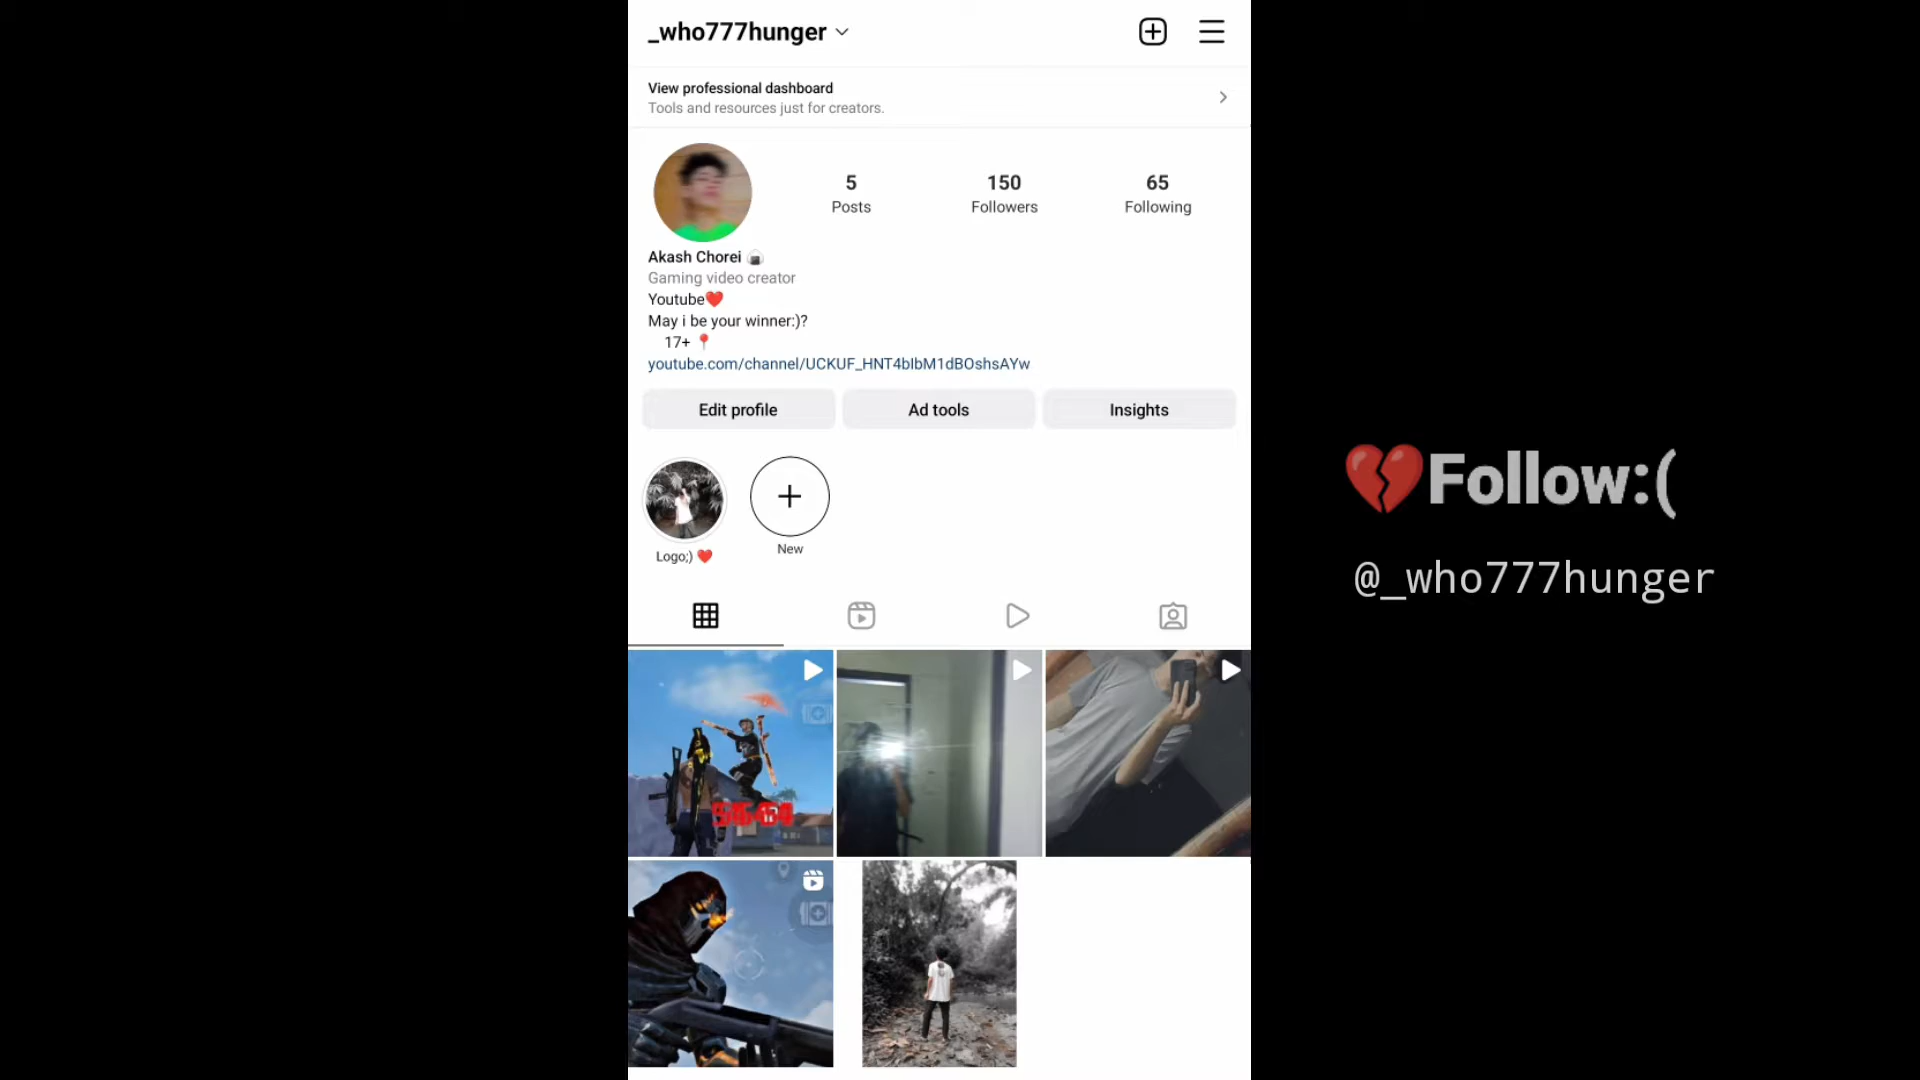 _who777hunger
View professional dashboard
Tools and resources just for creators.
5
Posts
150
Followers
65
Following
Akash Chorei 🍙
Gaming video creator
Youtube❤️
May i be your winner:)?
17+ 📍
youtube.com/channel/UCKUF_HNT4bIbM1dBOshsAYw
Edit profile
Ad tools
Insights
Logo;) ❤️
New
💔Follow:(
@_who777hunger